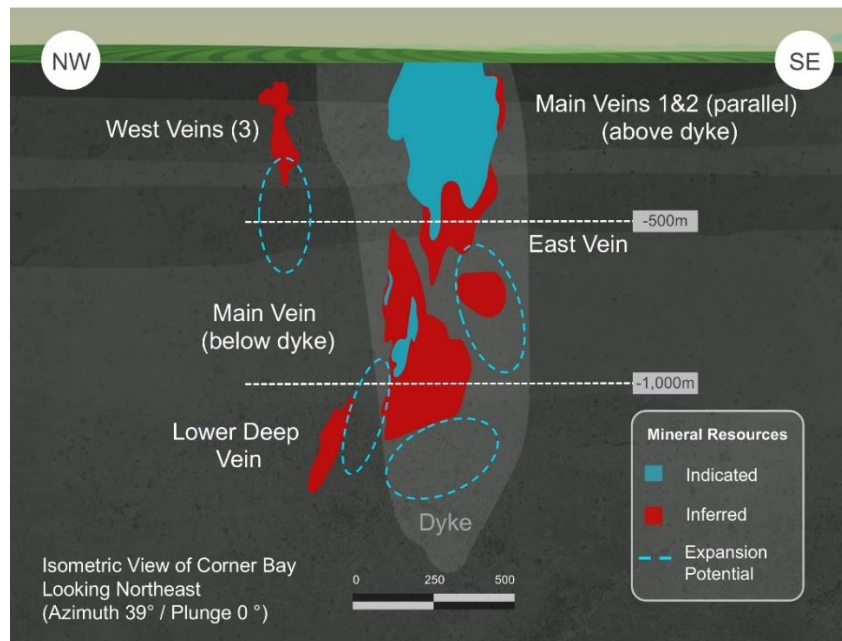 NW
SE
West Veins (3)
Main Veins 1&2 (parallel)
(above dyke)
-500m
East Vein
Main Vein
(below dyke)
-1,000m
Lower Deep
Vein
Mineral Resources
Indicated
Inferred
Expansion
Potential
Dyke
Isometric View of Corner Bay
Looking Northeast
(Azimuth 39° / Plunge 0 °)
0 250 500